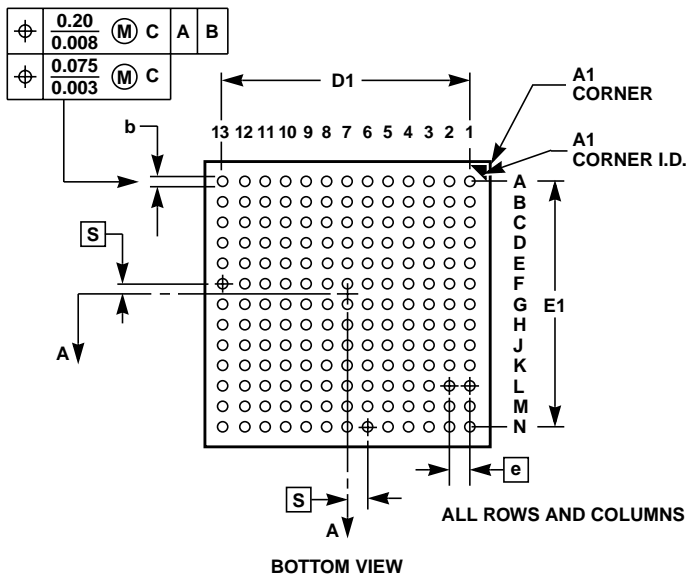 0.20 M C A B
0.008
0.075 M C
0.003
D1
A1
CORNER
A1
CORNER I.D.
b
13 12 11 10 9 8 7 6 5 4 3 2 1
A
B
C
D
E
F
G
H
J
K
L
M
N
S
E1
A
e
S
A
ALL ROWS AND COLUMNS
BOTTOM VIEW